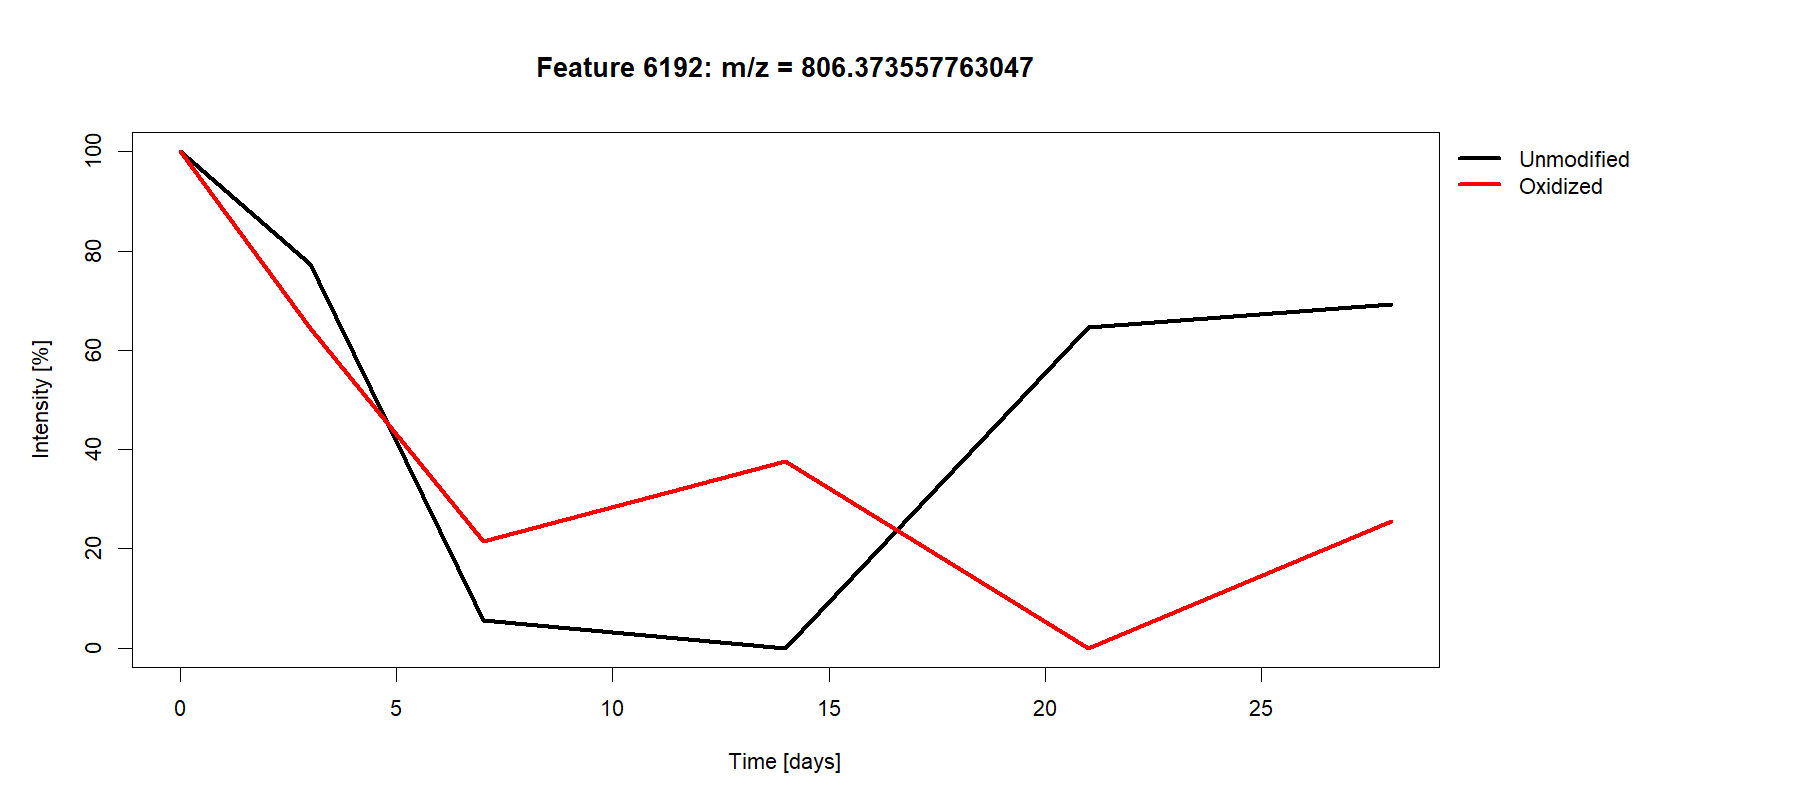 Feature 6192: m/z = 806.373557763047
Unmodified
Oxidized
Intensity [%]
100
80
60
40
20
0
0 5 10 15 20 25
Time [days]